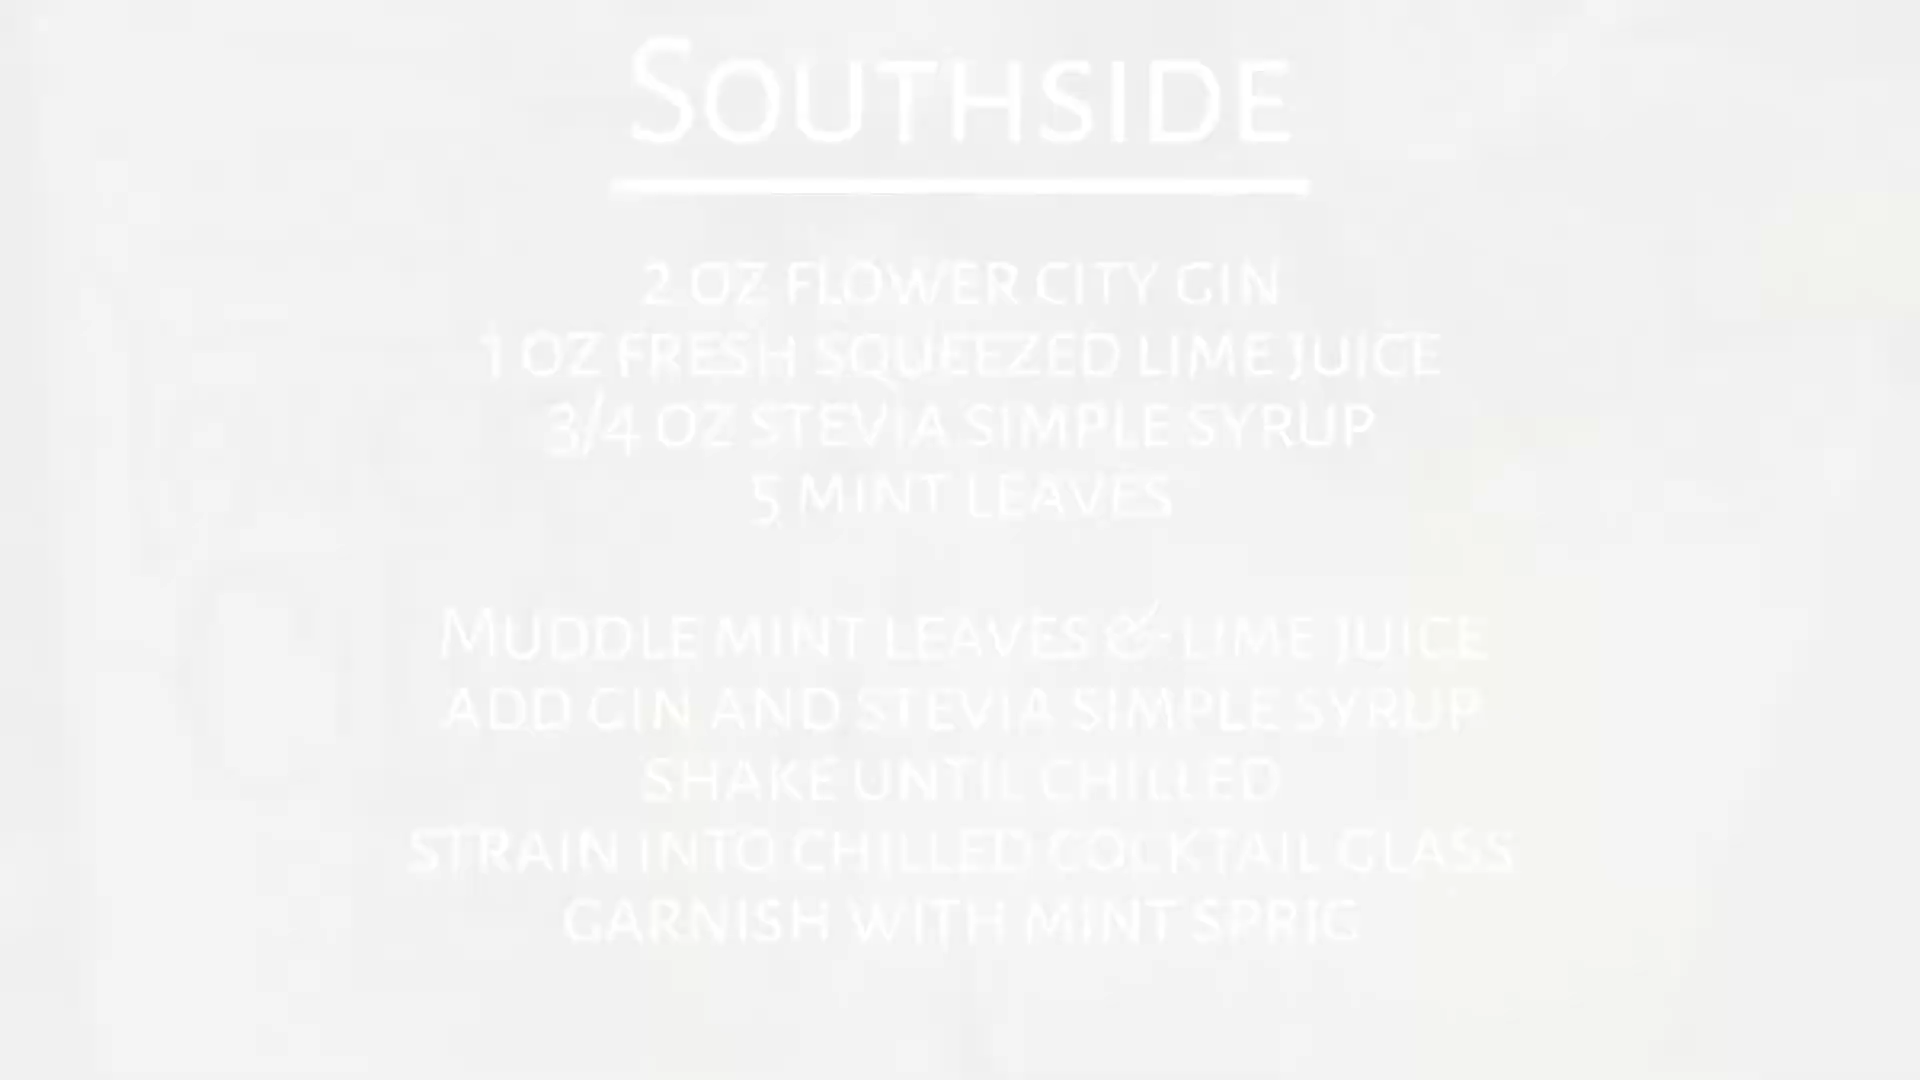 Southside
2 oz Flower City Gin
1 oz fresh squeezed lime juice
3/4 oz stevia simple syrup
5 mint leaves
Muddle mint leaves & lime juice
add gin and stevia simple syrup
shake until chilled
strain into chilled cocktail glass
garnish with mint sprig